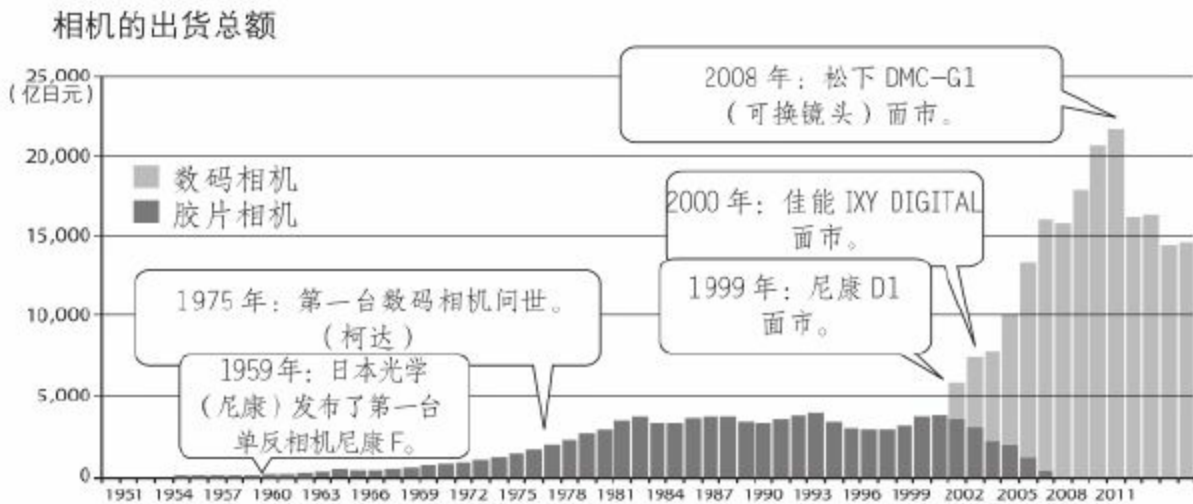 相机的出货总额
25,000
(亿日元)
20,000
15,000
10,000
5,000
0
数码相机
胶片相机
2008 年：松下 DMC-G1
（可换镜头）面市。
2000 年：佳能 IXY DIGITAL
面市。
1999 年：尼康 D1
面市。
1975 年：第一台数码相机问世。
（柯达）
1959 年：日本光学
（尼康）发布了第一台
单反相机尼康 F。
1951 1954 1957 1960 1963 1966 1969 1972 1975 1978 1981 1984 1987 1990 1993 1996 1999 2002 2005 2008 2011